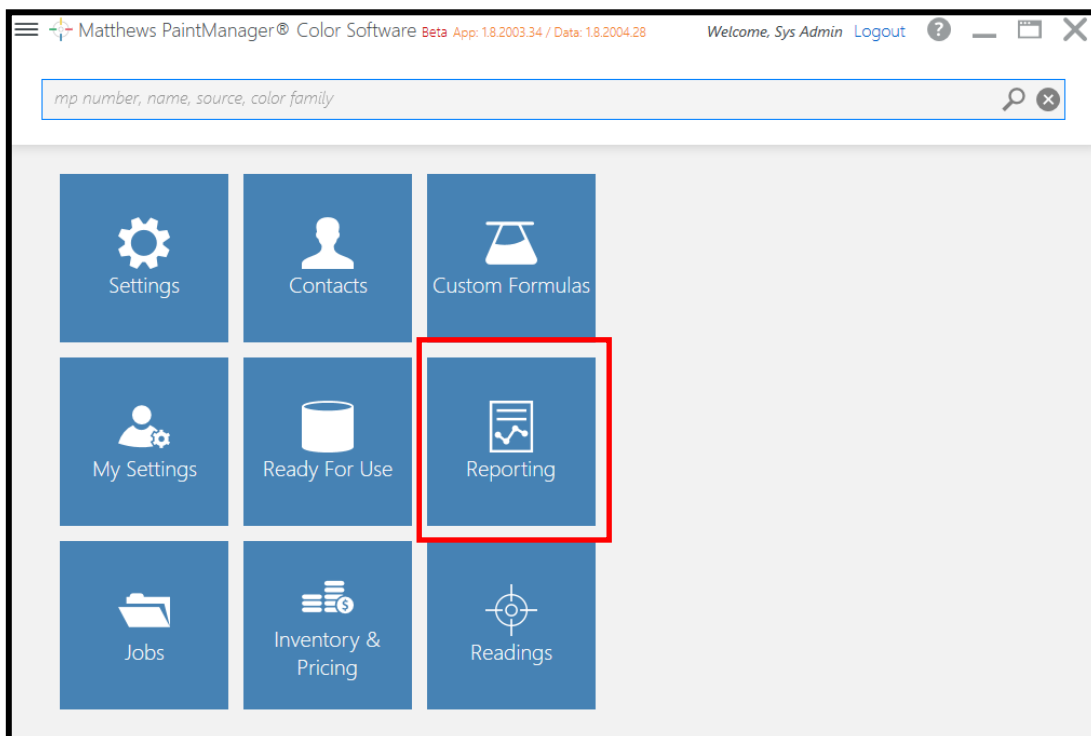 Matthews PaintManager® Color Software Beta App: 1.8.2003.34 / Data: 1.8.2004.28 Welcome, Sys Admin Logout ?
mp number, name, source, color family
Settings Contacts Custom Formulas
My Settings Ready For Use Reporting
Jobs Inventory & Pricing Readings